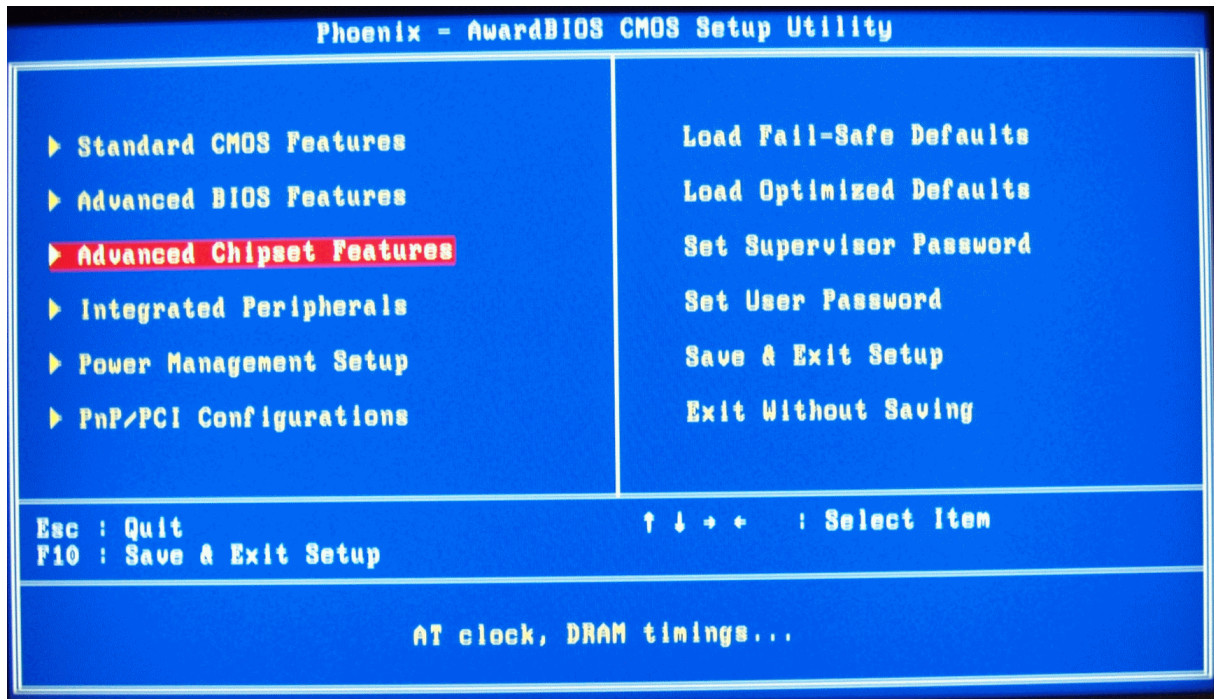 Phoenix - AwardBIOS CMOS Setup Utility
▶ Standard CMOS Features
▶ Advanced BIOS Features
▶ Advanced Chipset Features
▶ Integrated Peripherals
▶ Power Management Setup
▶ PnP/PCI Configurations
Load Fail-Safe Defaults
Load Optimized Defaults
Set Supervisor Password
Set User Password
Save & Exit Setup
Exit Without Saving
Esc : Quit
F10 : Save & Exit Setup
↑ ↓ → ← : Select Item
AT clock, DRAM timings...